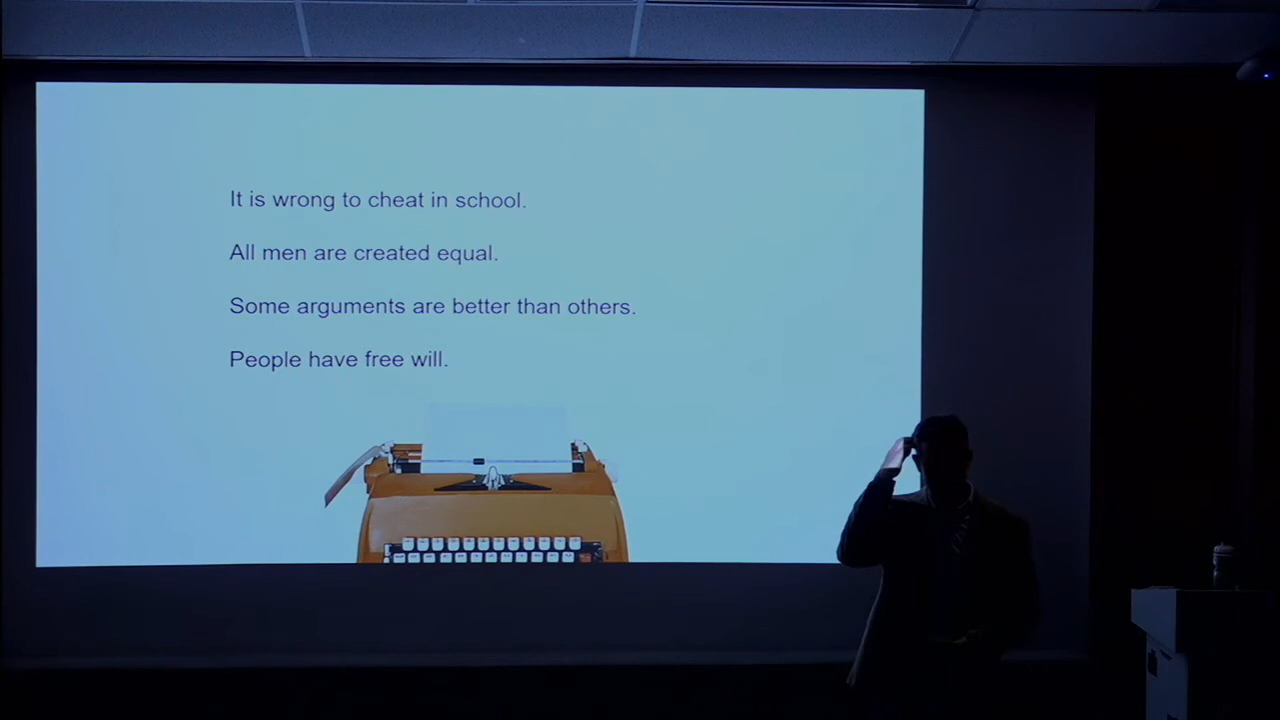 It is wrong to cheat in school.
All men are created equal.
Some arguments are better than others.
People have free will.